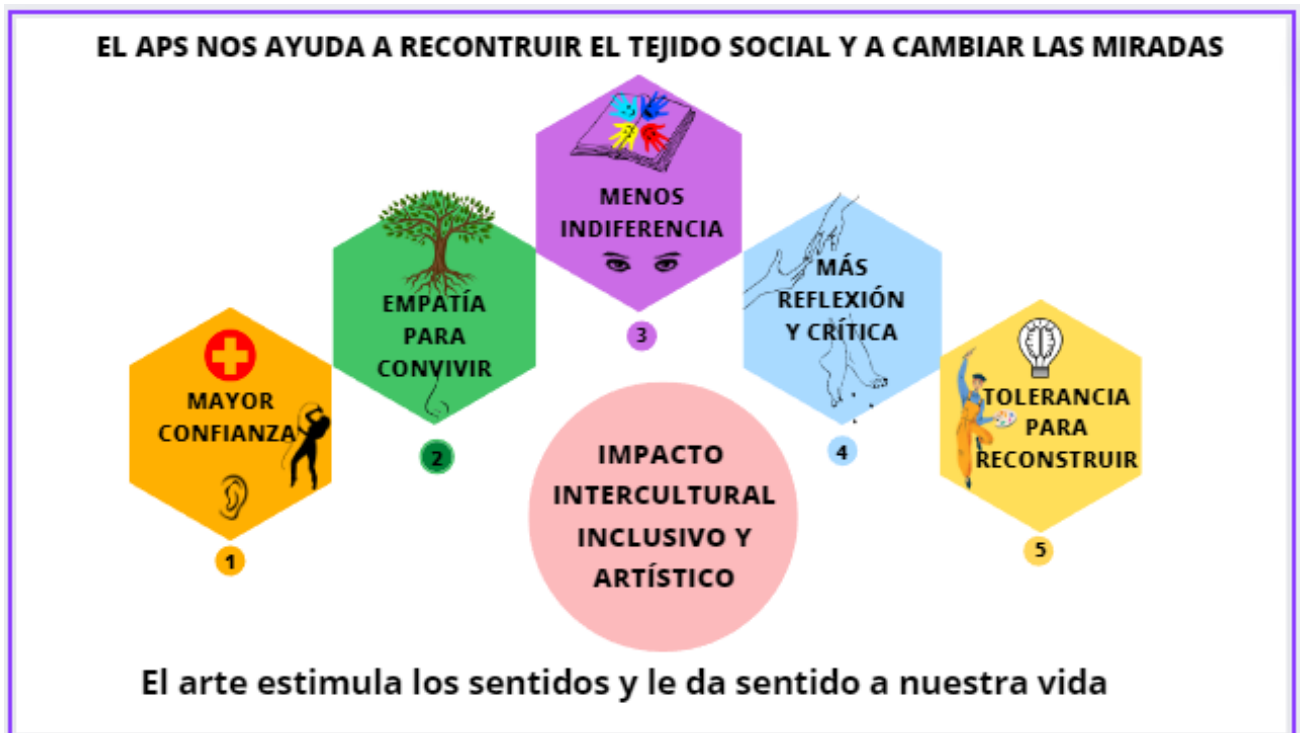 EL APS NOS AYUDA A RECONTRUIR EL TEJIDO SOCIAL Y A CAMBIAR LAS MIRADAS
MAYOR
CONFIANZA
1
EMPATÍA
PARA
CONVIVIR
2
MENOS
INDIFERENCIA
3
MÁS
REFLEXIÓN
Y CRÍTICA
4
TOLERANCIA
PARA
RECONSTRUIR
5
IMPACTO
INTERCULTURAL
INCLUSIVO Y
ARTÍSTICO
El arte estimula los sentidos y le da sentido a nuestra vida